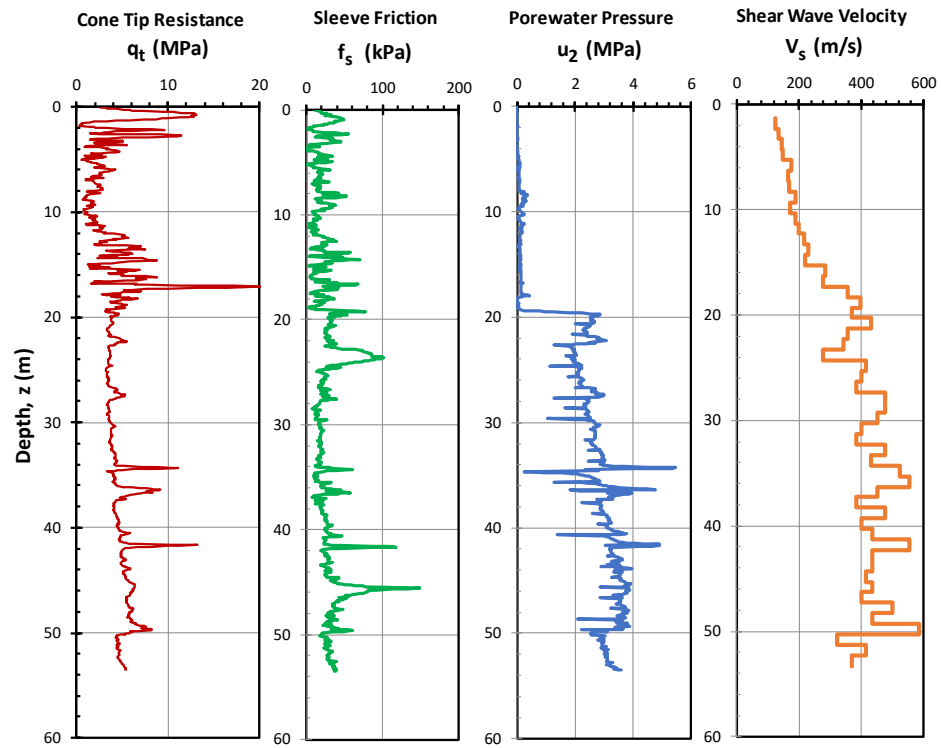 Cone Tip Resistance
qt (MPa)
0 10 20
0
10
20
30
40
50
60
Depth, z (m)
Sleeve Friction
fs (kPa)
0 100 200
0
10
20
30
40
50
60
Porewater Pressure
u2 (MPa)
0 2 4 6
0
10
20
30
40
50
60
Shear Wave Velocity
Vs (m/s)
0 200 400 600
0
10
20
30
40
50
60